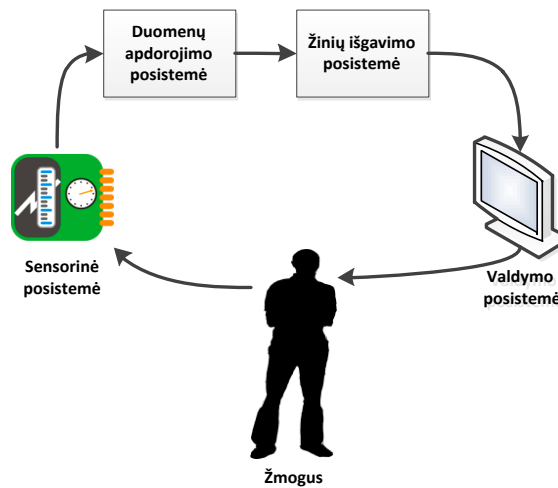 Duomenų
apdorojimo
posistemė
Žinių išgavimo
posistemė
Sensorinė
posistemė
Valdymo
posistemė
Žmogus